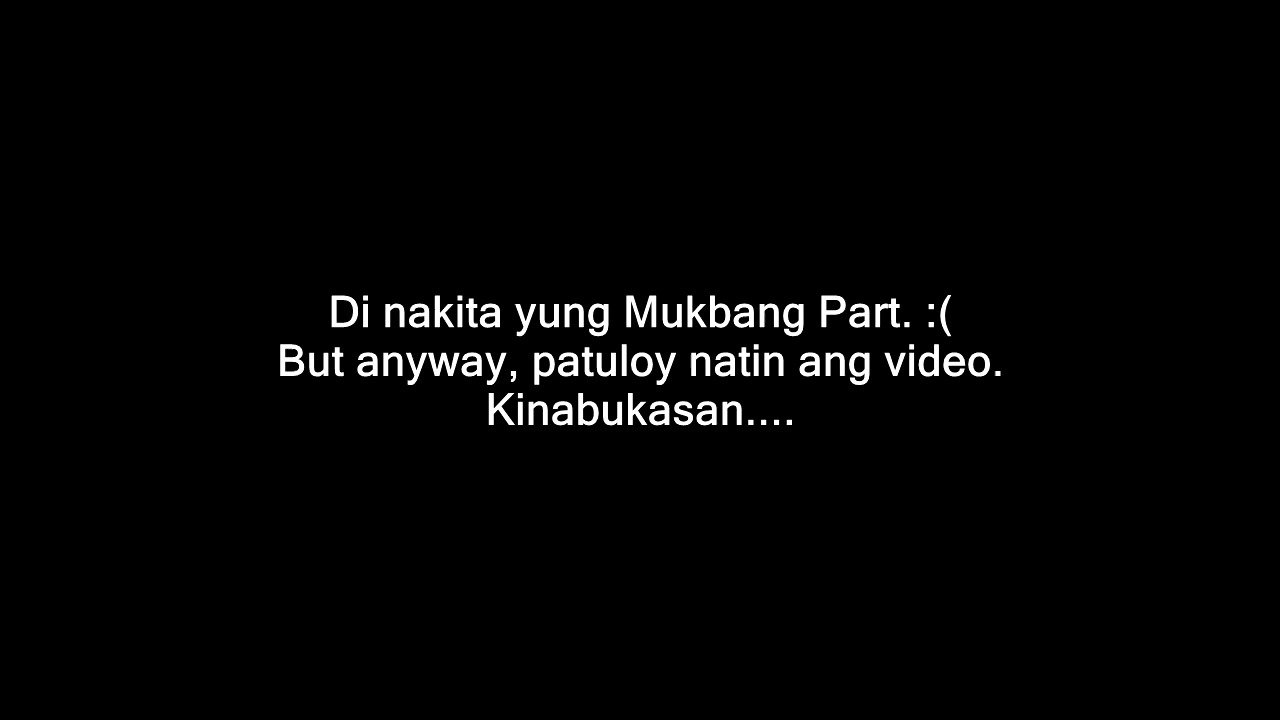 Di nakita yung Mukbang Part. :(
But anyway, patuloy natin ang video.
Kinabukasan....